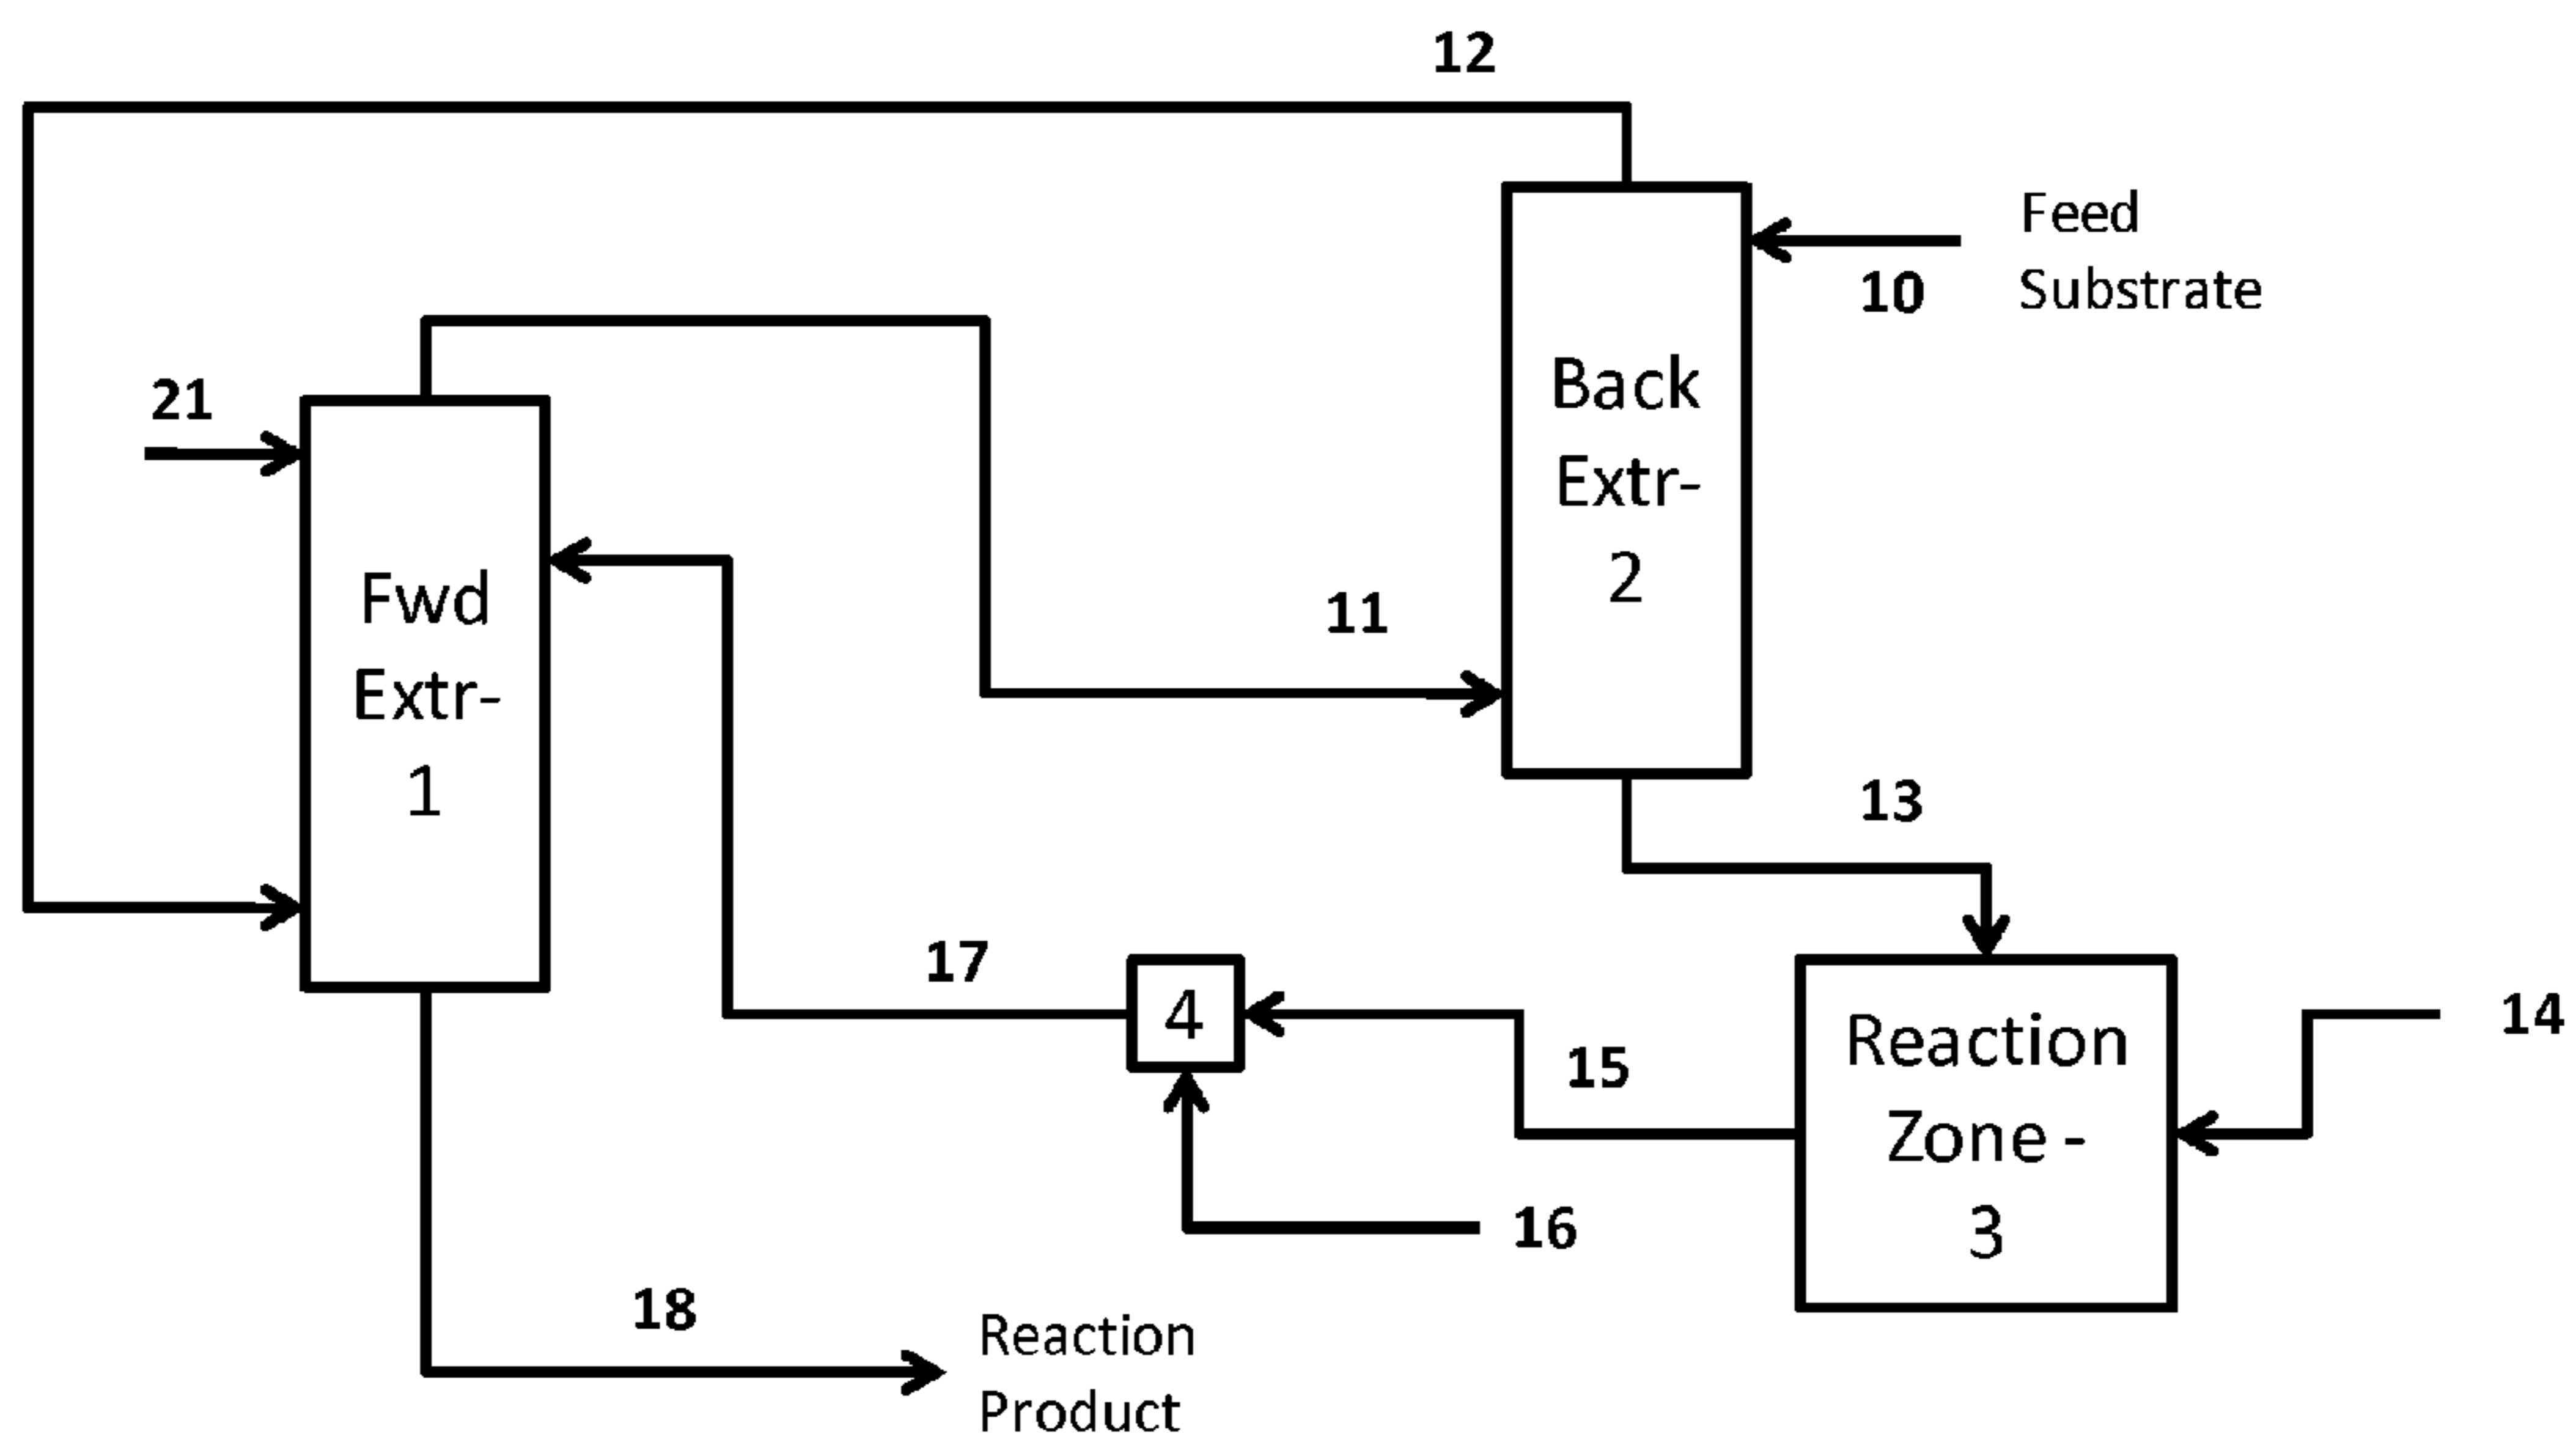 12
Feed
Substrate
10
21
Back
Extr-
2
Fwd
Extr-
1
11
13
17
4
15
Reaction
Zone -
3
14
16
18
Reaction
Product